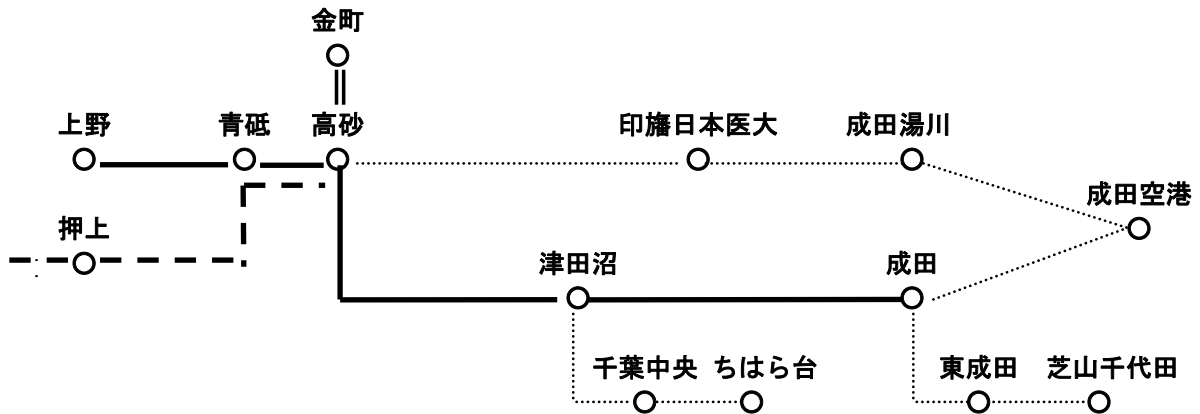 金町
上野
青砥
高砂
印旛日本医大
成田湯川
成田空港
押上
津田沼
成田
千葉中央
ちはら台
東成田
芝山千代田